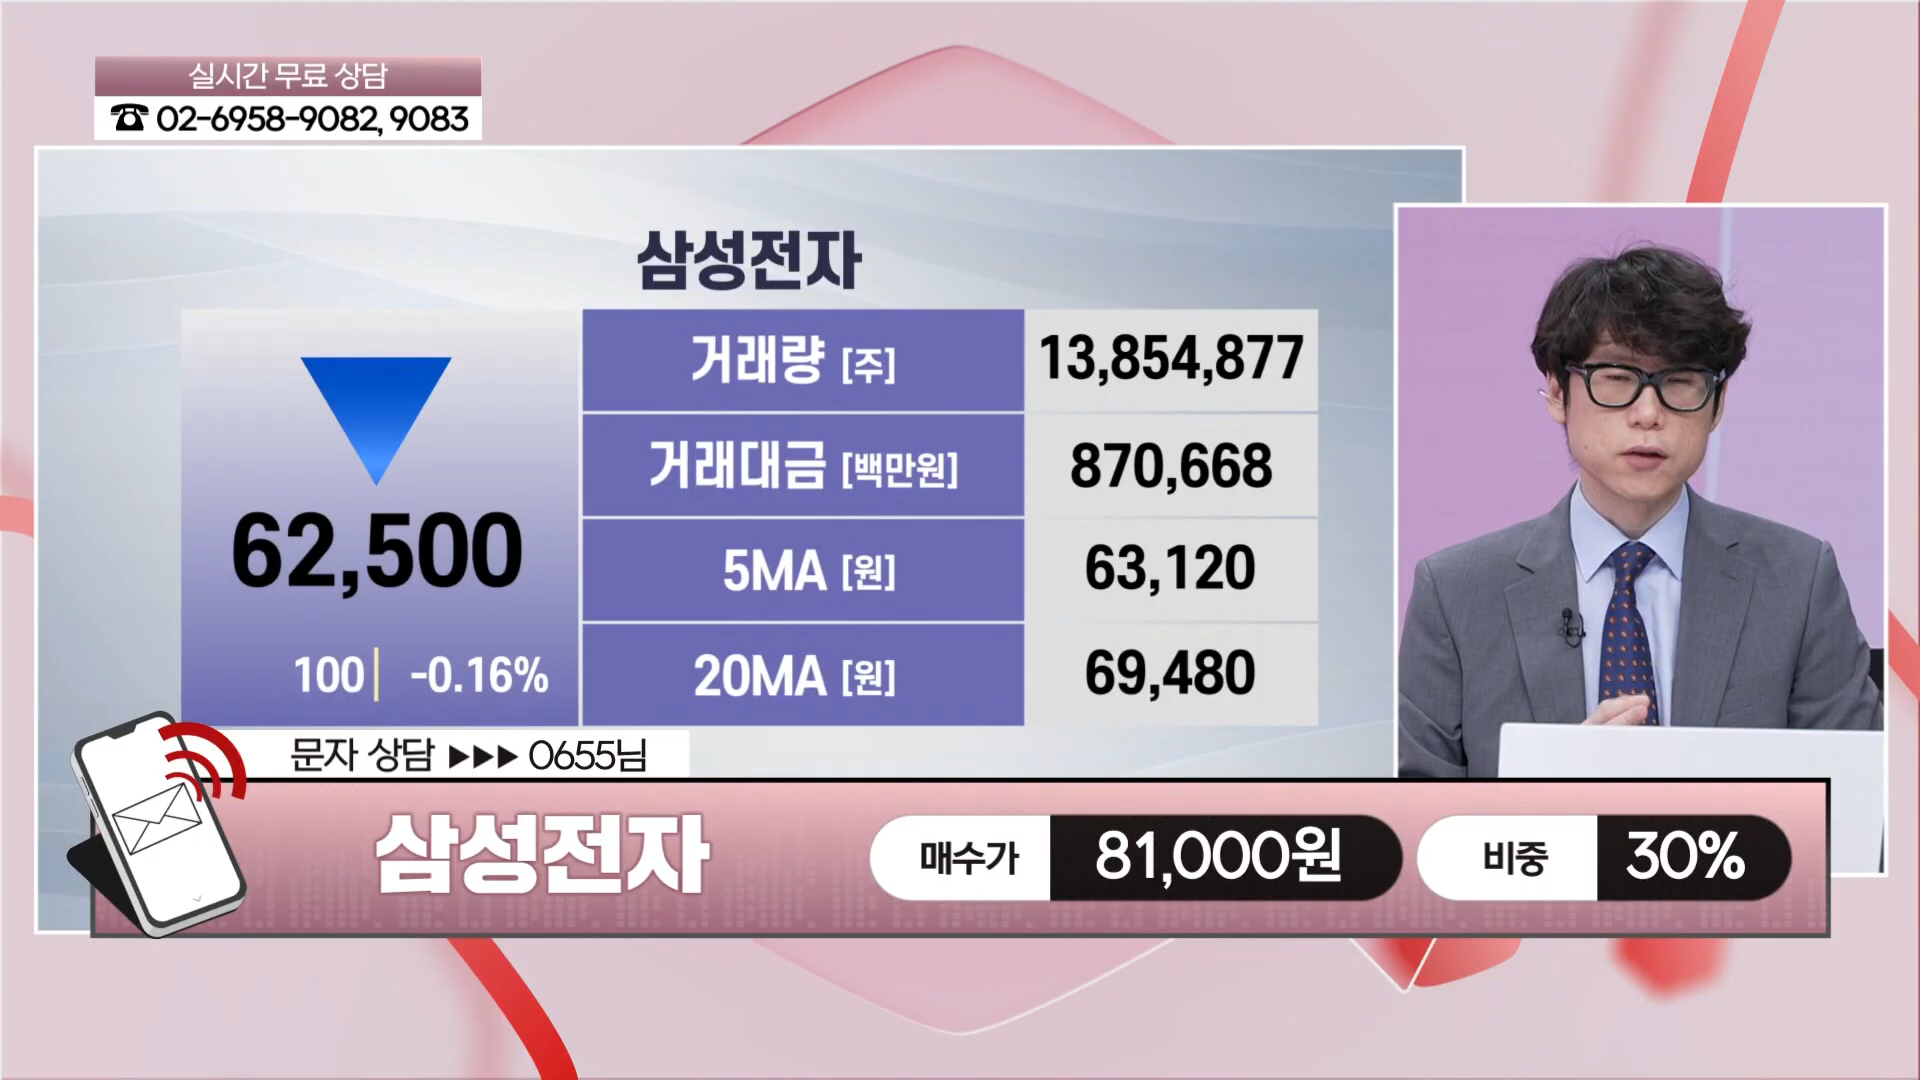 실시간 무료 상담
☎ 02-6958-9082, 9083
삼성전자
62,500
100 -0.16%
거래량 [주] 13,854,877
거래대금 [백만원] 870,668
5MA [원] 63,120
20MA [원] 69,480
문자 상담 ▶▶▶ 0655님
삼성전자
매수가 81,000원 비중 30%